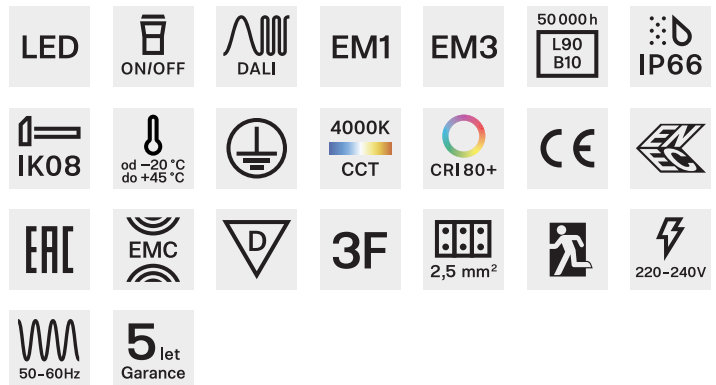 LED
ON/OFF
DALI
EM1
EM3
50 000 h
L90
B10
IP66
IK08
od –20 °C
do +45 °C
4000K
CCT
CRI 80+
CE
ENEC
EAC
EMC
D
3F
2,5 mm²
220–240V
50–60Hz
5 let
Garance